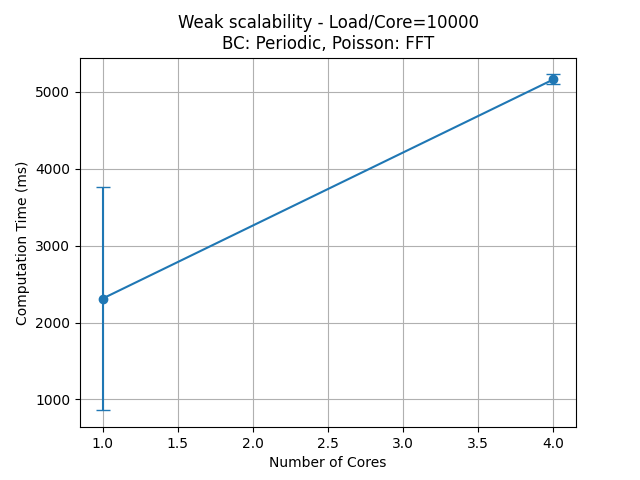 Weak scalability - Load/Core=10000
BC: Periodic, Poisson: FFT
Computation Time (ms)
5000
4000
3000
2000
1000
1.0 1.5 2.0 2.5 3.0 3.5 4.0
Number of Cores